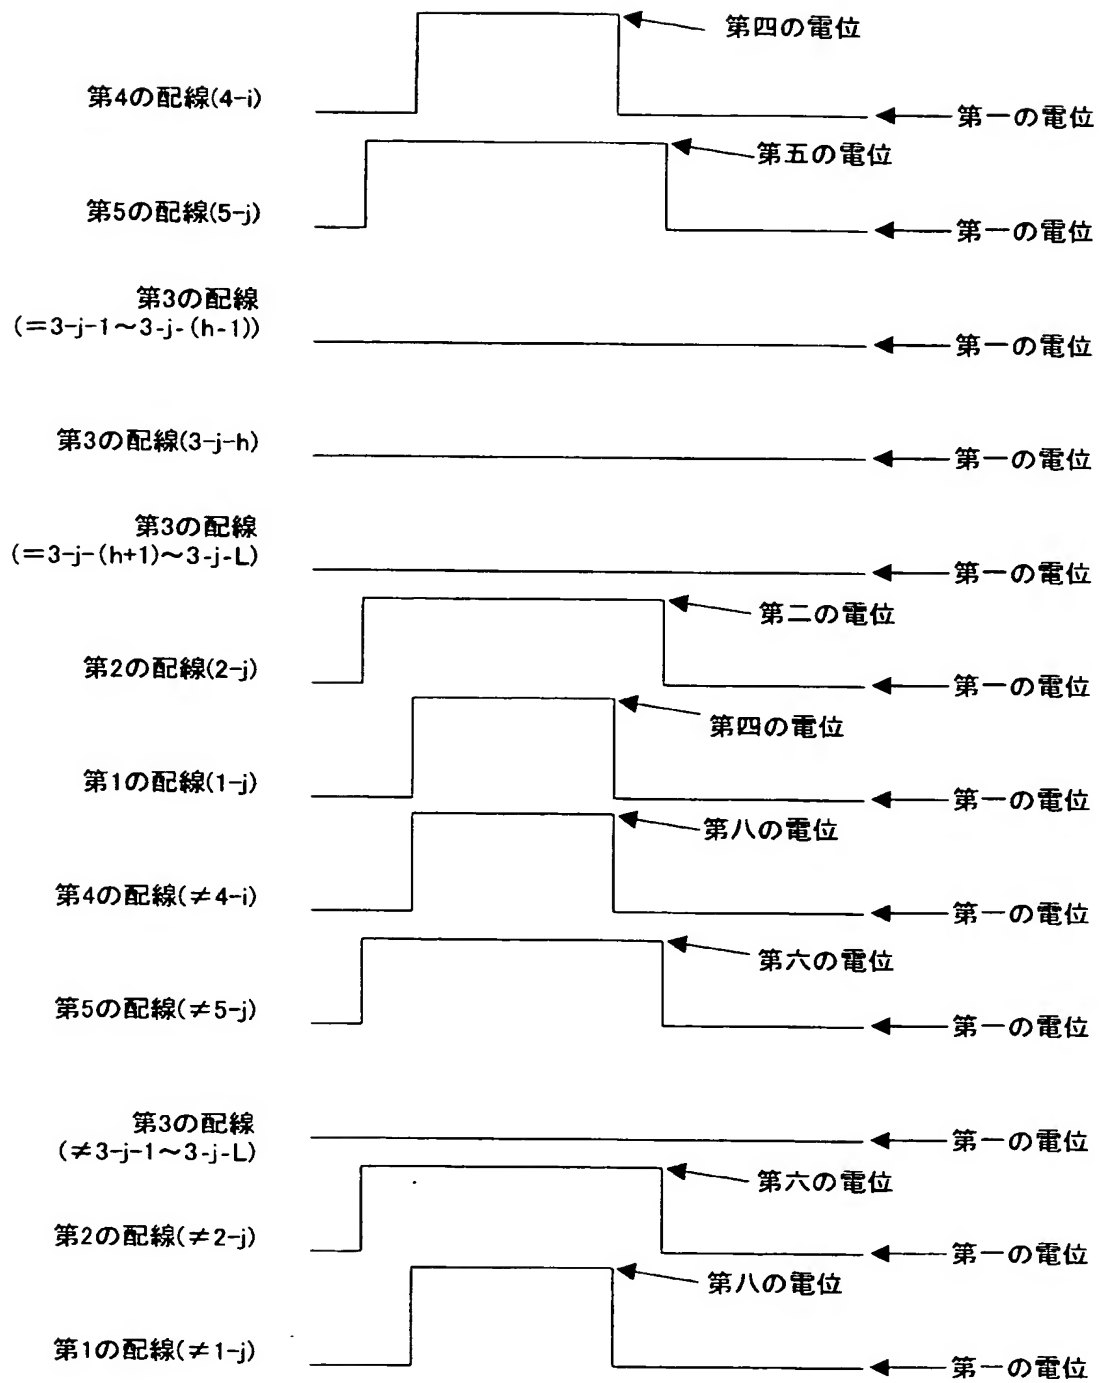 第四の電位
第4の配線(4-i)
第一の電位
第五の電位
第5の配線(5-j)
第一の電位
第3の配線
(=3-j-1~3-j-(h-1))
第一の電位
第3の配線(3-j-h)
第一の電位
第3の配線
(=3-j-(h+1)~3-j-L)
第一の電位
第二の電位
第2の配線(2-j)
第一の電位
第四の電位
第1の配線(1-j)
第一の電位
第八の電位
第4の配線(≠4-i)
第一の電位
第六の電位
第5の配線(≠5-j)
第一の電位
第3の配線
(≠3-j-1~3-j-L)
第一の電位
第六の電位
第2の配線(≠2-j)
第一の電位
第八の電位
第1の配線(≠1-j)
第一の電位